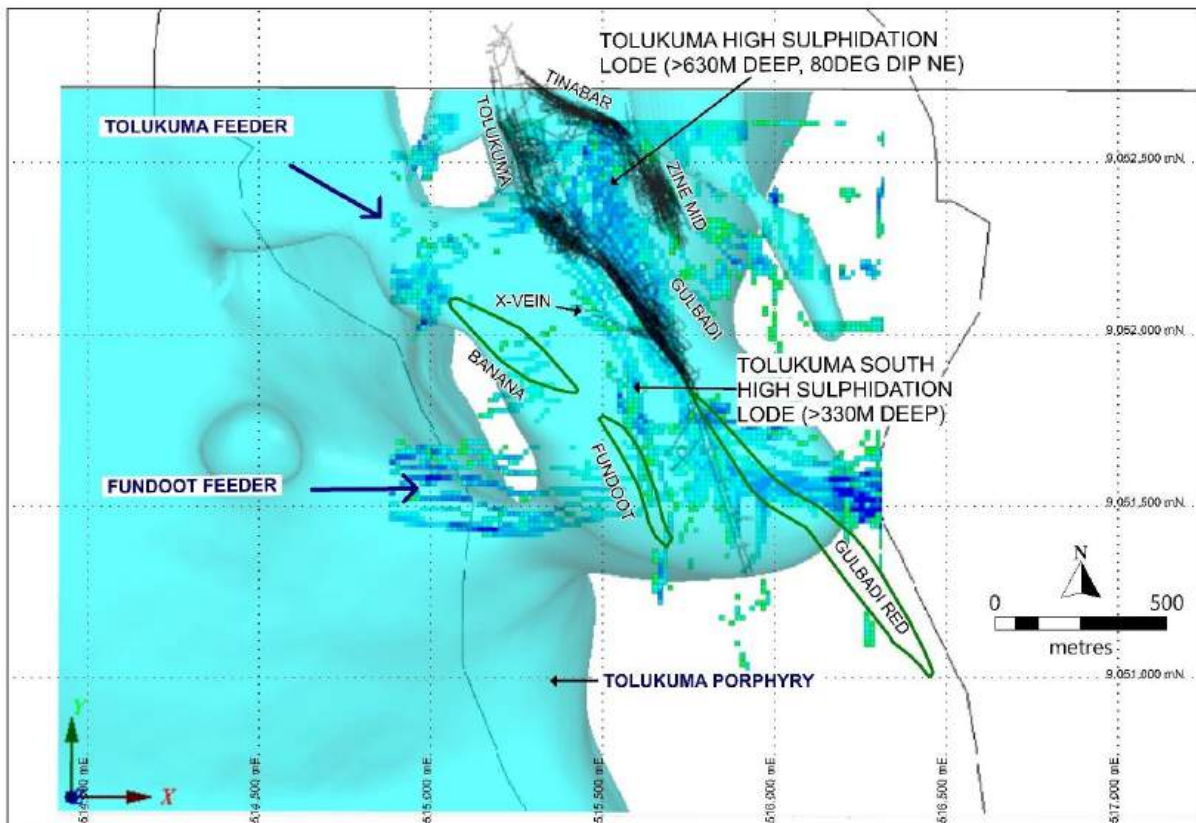 TOLUKUMA HIGH SULPHIDATION
LODE (>630M DEEP, 80DEG DIP NE)
TINABAR
TOLUKUMA
TOLUKUMA FEEDER
9,052,500 mN
ZINE MID
X-VEIN
GULBADI
9,052,000 mN
BANANA
TOLUKUMA SOUTH
HIGH SULPHIDATION
LODE (>330M DEEP)
FUNDOOT
FUNDOOT FEEDER
9,051,500 mN
GULBADI RED
N
0 500
metres
TOLUKUMA PORPHYRY
9,051,000 mN
Y
X
514,500 mE
515,000 mE
515,500 mE
516,000 mE
516,500 mE
517,000 mE